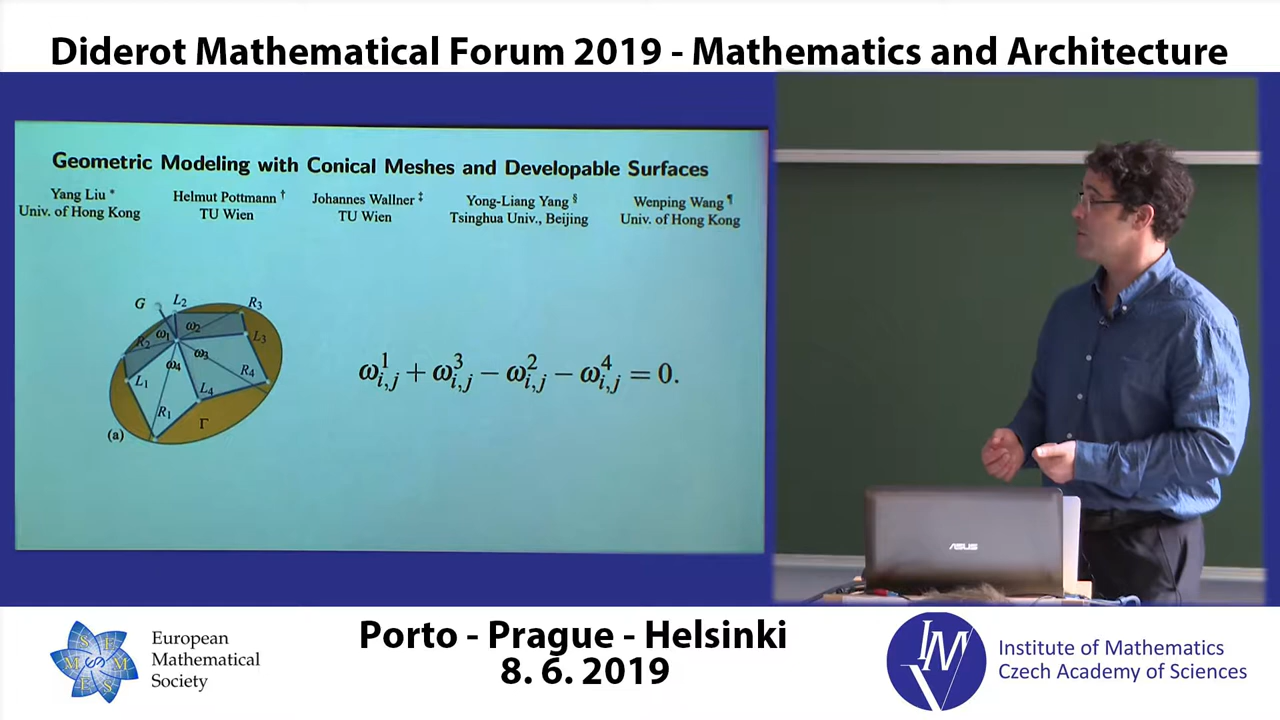 Diderot Mathematical Forum 2019 - Mathematics and Architecture
Geometric Modeling with Conical Meshes and Developable Surfaces
Yang Liu * Helmut Pottmann † Johannes Wallner ‡ Yong-Liang Yang § Wenping Wang ¶
Univ. of Hong Kong TU Wien TU Wien Tsinghua Univ., Beijing Univ. of Hong Kong
G L2 R3
R2 ω1 ω2 L3
ω3
ω4 R4
L1 L4
R1 Γ
(a)
ω¹i,j + ω³i,j − ω²i,j − ω⁴i,j = 0.
ASUS
Porto - Prague - Helsinki
8. 6. 2019
S E M M E S
European
Mathematical
Society
IM
V
Institute of Mathematics
Czech Academy of Sciences